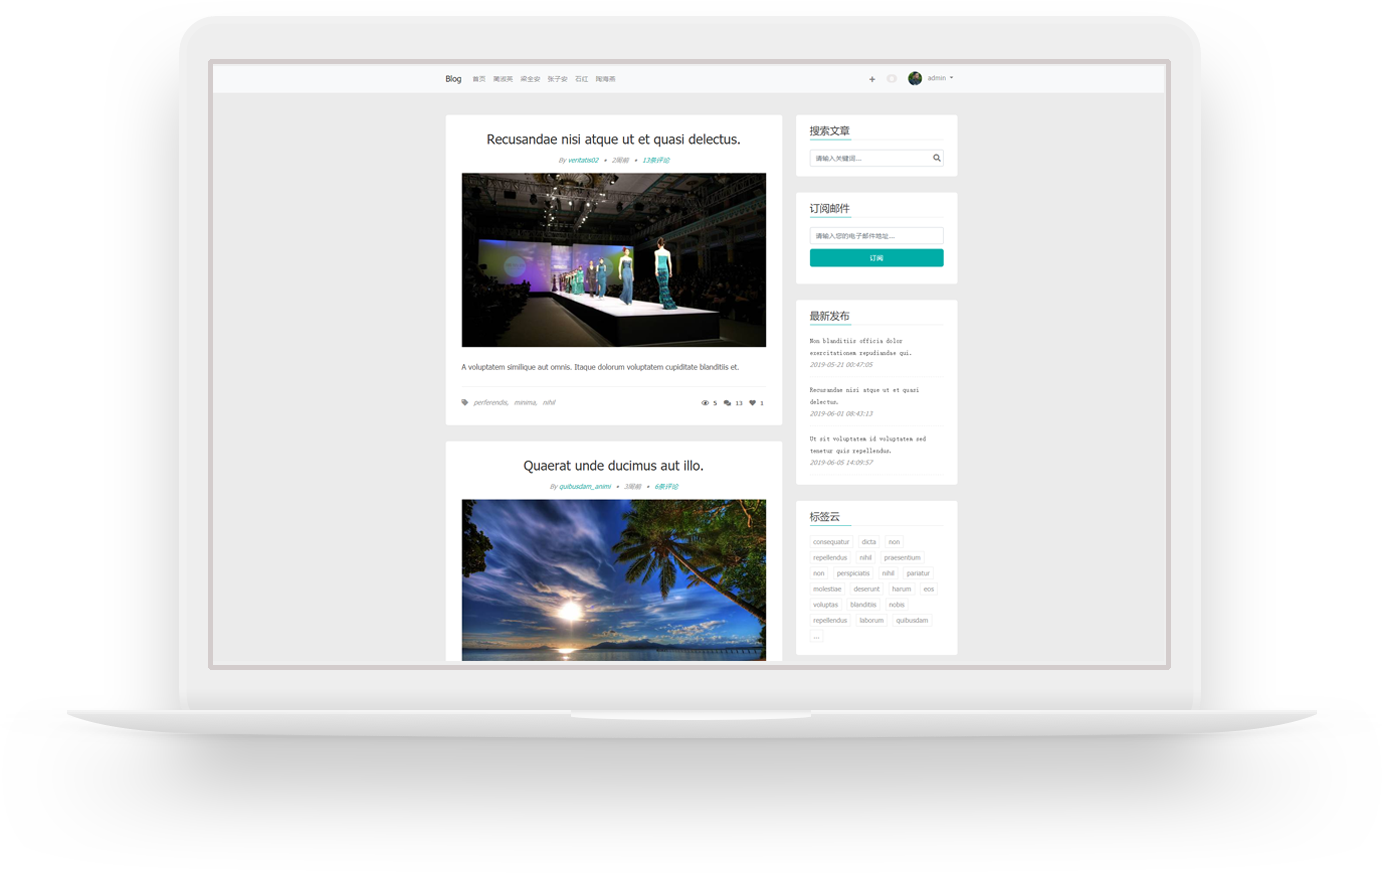 Blog 首页 蔺淑英 梁全安 张子安 石红 陶海燕
admin
Recusandae nisi atque ut et quasi delectus.
By veritatis02 • 2周前 • 13条评论
A voluptatem similique aut omnis. Itaque dolorum voluptatem cupiditate blanditiis et.
perferendis, minima, nihil
5 13 1
Quaerat unde ducimus aut illo.
By quibusdam_animi • 3周前 • 6条评论
搜索文章
请输入关键词...
订阅邮件
请输入您的电子邮件地址...
订阅
最新发布
Non blanditiis officia dolor
exercitationem repudiandae qui.
2019-05-21 00:47:05
Recusandae nisi atque ut et quasi
delectus.
2019-06-01 08:43:13
Ut sit voluptatem id voluptatem sed
tenetur quis repellendus.
2019-06-05 14:09:57
标签云
consequatur dicta non
repellendus nihil praesentium
non perspiciatis nihil pariatur
molestiae deserunt harum eos
voluptas blanditiis nobis
repellendus laborum quibusdam
...